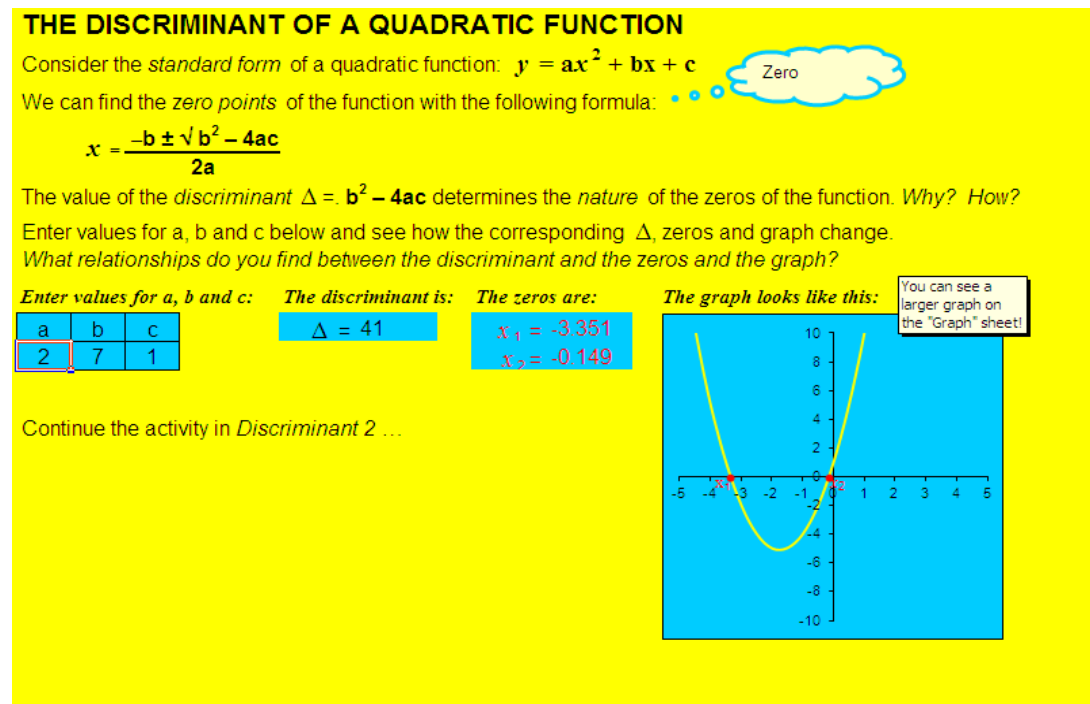 THE DISCRIMINANT OF A QUADRATIC FUNCTION
Consider the standard form of a quadratic function: y = ax² + bx + c
Zero
We can find the zero points of the function with the following formula:
x = –b ± √ b² – 4ac
2a
The value of the discriminant Δ =. b² – 4ac determines the nature of the zeros of the function. Why? How?
Enter values for a, b and c below and see how the corresponding Δ, zeros and graph change.
What relationships do you find between the discriminant and the zeros and the graph?
Enter values for a, b and c: The discriminant is: The zeros are: The graph looks like this:
You can see a
larger graph on
the "Graph" sheet!
a b c
2 7 1
Δ = 41
x 1 = -3.351
x 2 = -0.149
10
8
6
4
2
0
-5 -4 -3 -2 -1 0 1 2 3 4 5
x1 x2
-2
-4
-6
-8
-10
Continue the activity in Discriminant 2 …